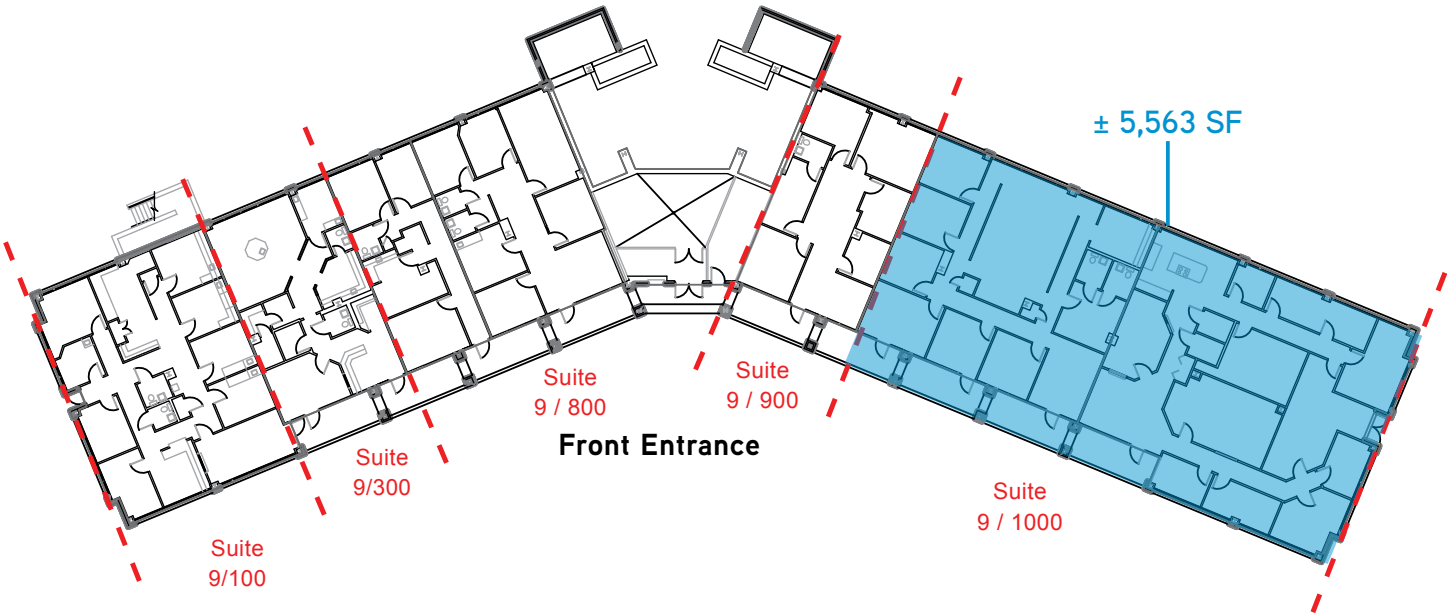 ± 5,563 SF
Suite
9 / 800
Suite
9 / 900
Front Entrance
Suite
9/300
Suite
9 / 1000
Suite
9/100